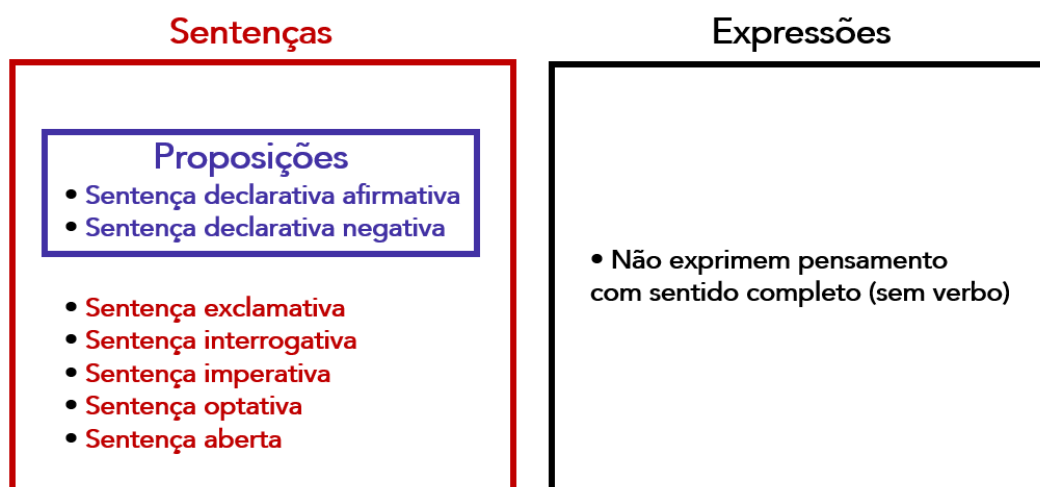 Sentenças
Proposições
• Sentença declarativa afirmativa
• Sentença declarativa negativa
• Sentença exclamativa
• Sentença interrogativa
• Sentença imperativa
• Sentença optativa
• Sentença aberta
Expressões
• Não exprimem pensamento
com sentido completo (sem verbo)